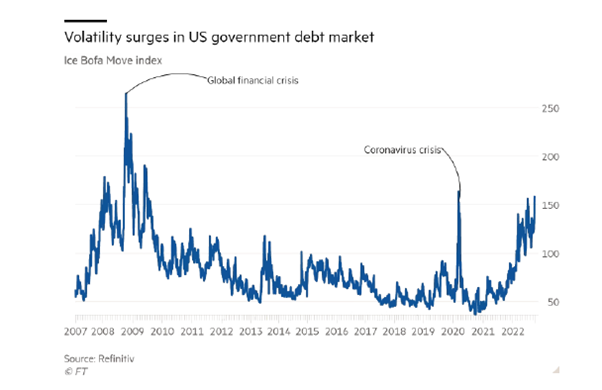 Volatility surges in US government debt market
Ice Bofa Move index
Global financial crisis
250
200
Coronavirus crisis
150
100
50
2007 2008 2009 2010 2011 2012 2013 2014 2015 2016 2017 2018 2019 2020 2021 2022
Source: Refinitiv
© FT